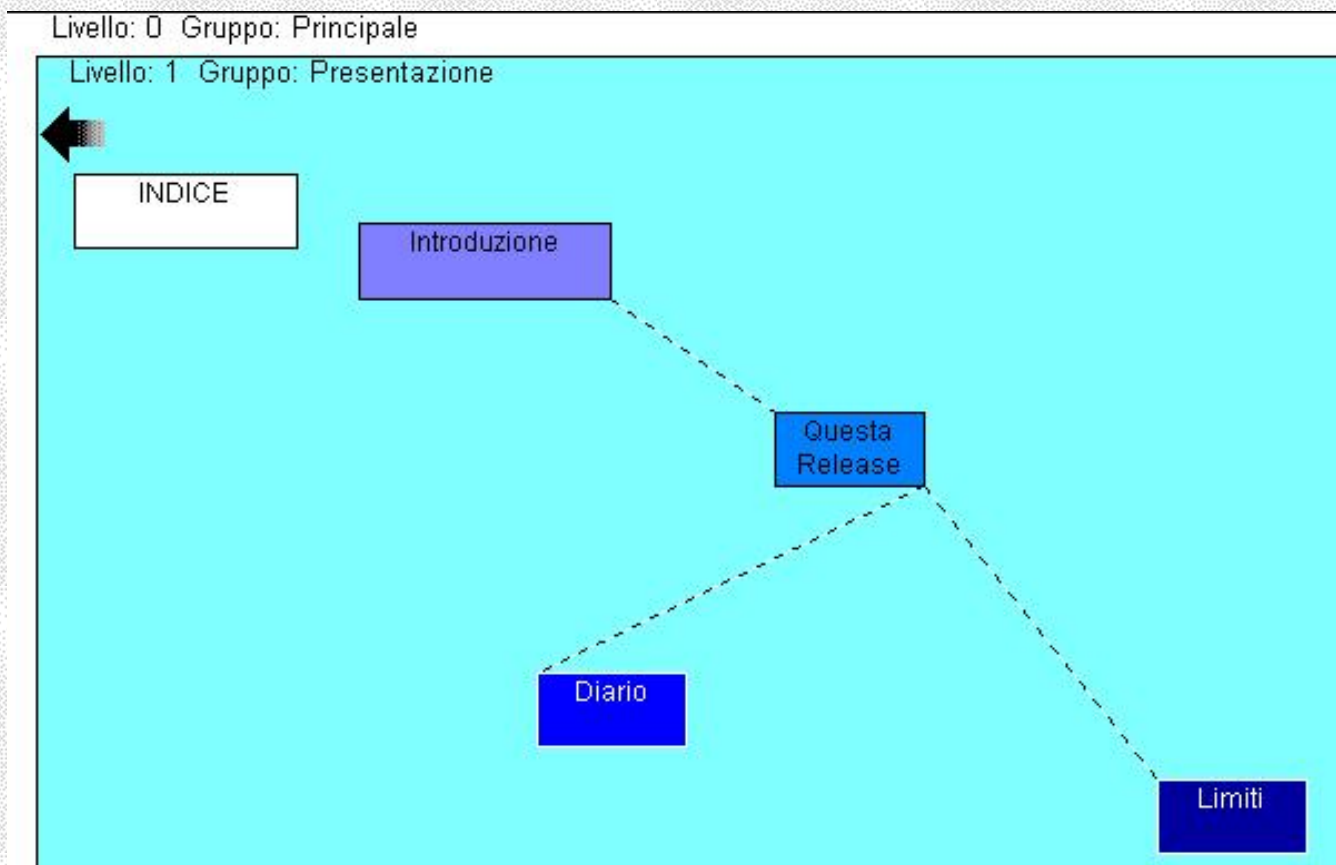 Livello: 0 Gruppo: Principale
Livello: 1 Gruppo: Presentazione
INDICE
Introduzione
Questa
Release
Diario
Limiti